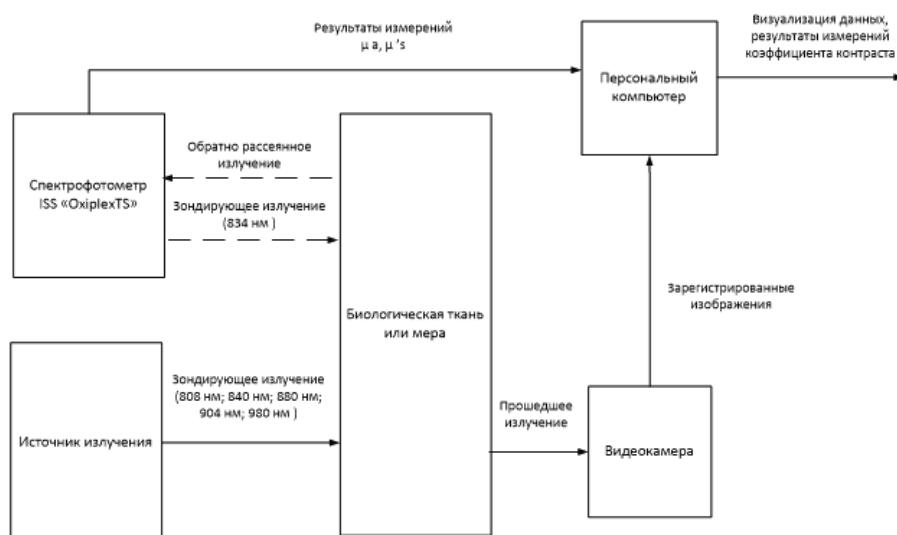 Результаты измерений
μ a, μ 's
Визуализация данных,
результаты измерений
коэффициента контраста
Персональный
компьютер
Обратно рассеянное
излучение
Спектрофотометр
ISS «OxiplexTS»
Зондирующее излучение
(834 нм )
Зарегистрированные
изображения
Биологическая ткань
или мера
Зондирующее излучение
(808 нм; 840 нм; 880 нм;
904 нм; 980 нм )
Прошедшее
излучение
Источник излучения
Видеокамера